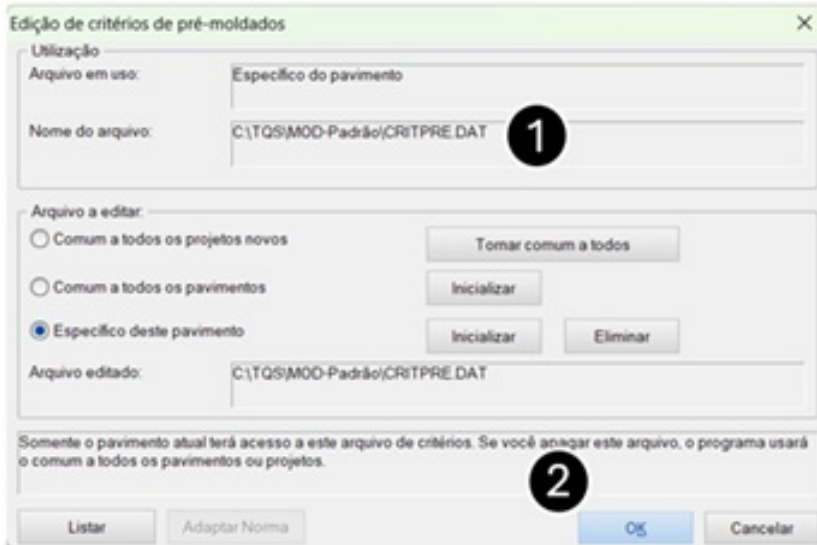 Edição de critérios de pré-moldados
Utilização
Arquivo em uso:
Específico do pavimento
Nome do arquivo:
C:\TQS\MOD-Padrão\CRITPRE.DAT
1
Arquivo a editar:
Comum a todos os projetos novos
Tornar comum a todos
Comum a todos os pavimentos
Inicializar
Específico deste pavimento
Inicializar
Eliminar
Arquivo editado:
C:\TQS\MOD-Padrão\CRITPRE.DAT
Somente o pavimento atual terá acesso a este arquivo de critérios. Se você apagar este arquivo, o programa usará
o comum a todos os pavimentos ou projetos.
2
Listar
Adaptar Norma
OK
Cancelar